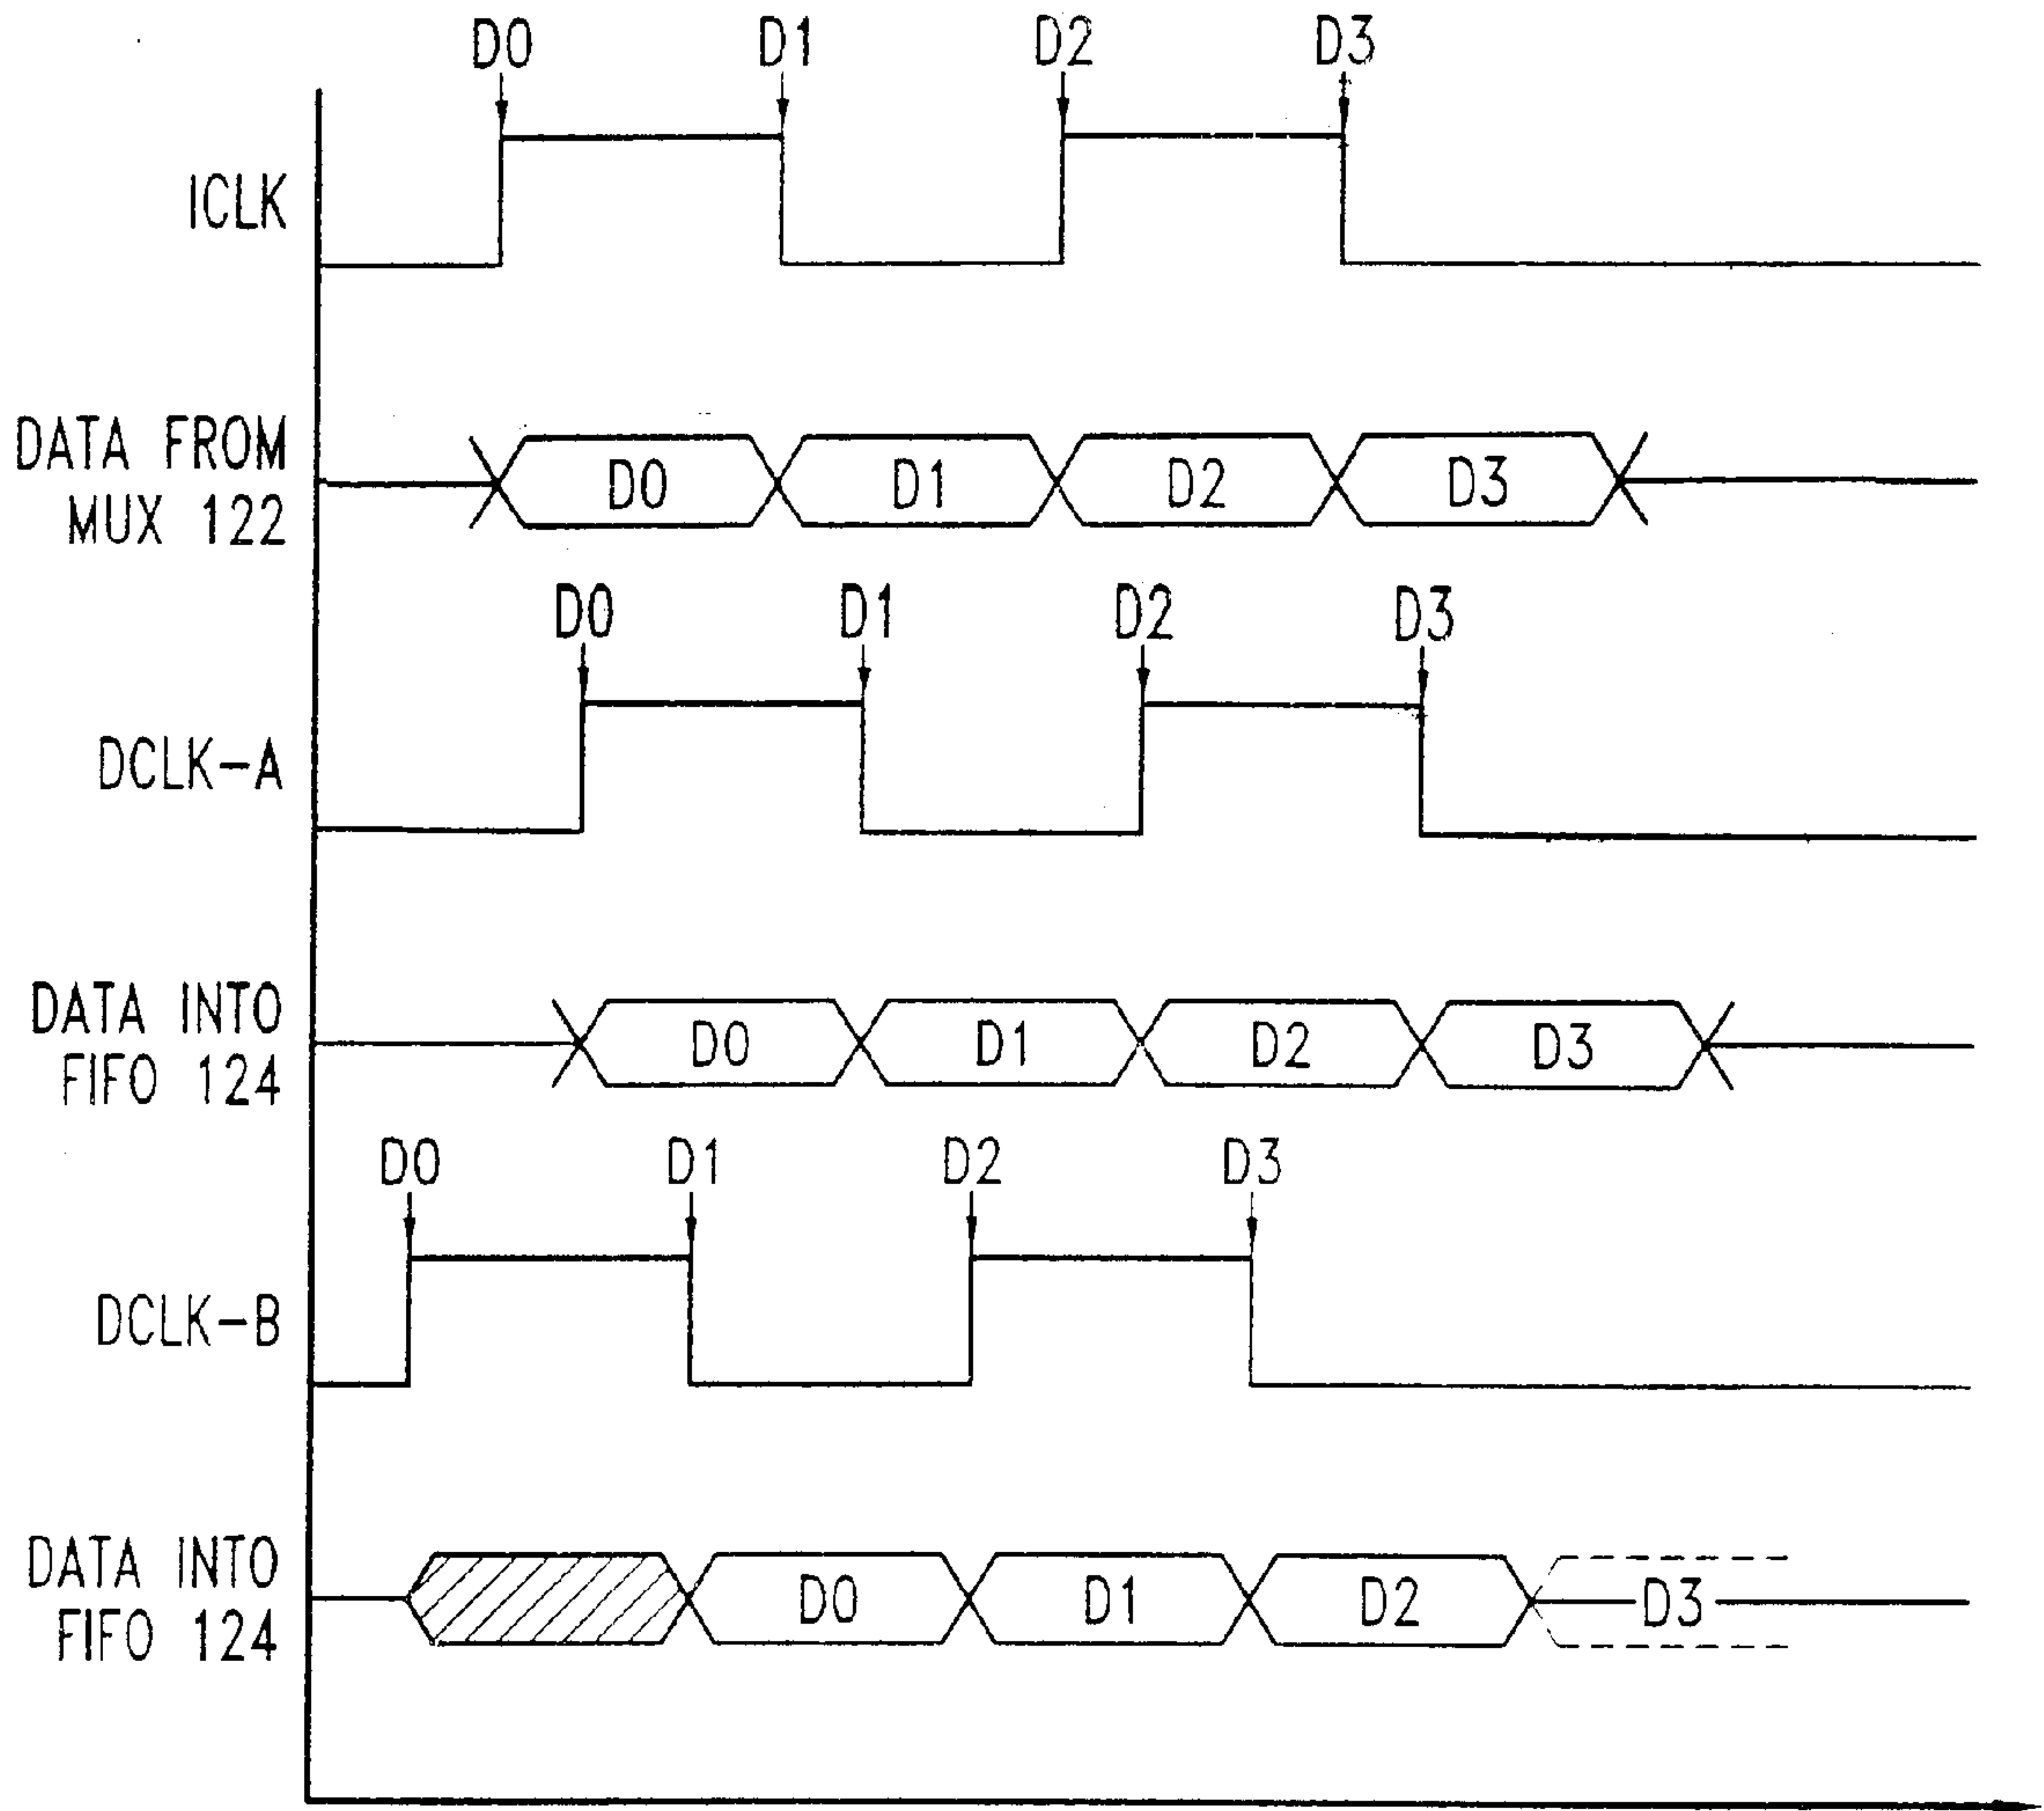 D0 D1 D2 D3
ICLK
DATA FROM
MUX 122
D0 D1 D2 D3
D0 D1 D2 D3
DCLK-A
DATA INTO
FIFO 124
D0 D1 D2 D3
D0 D1 D2 D3
DCLK-B
DATA INTO
FIFO 124
D0 D1 D2 D3